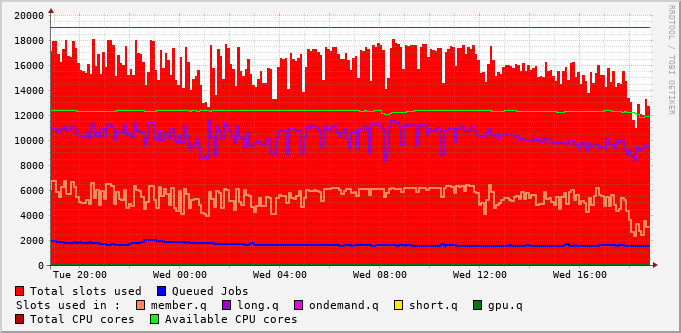 20000
18000
16000
14000
12000
10000
8000
6000
4000
2000
0
Tue 20:00 Wed 00:00 Wed 04:00 Wed 08:00 Wed 12:00 Wed 16:00
RRDTOOL / TOBI OETIKER
Total slots used Queued Jobs
Slots used in : member.q long.q ondemand.q short.q gpu.q
Total CPU cores Available CPU cores